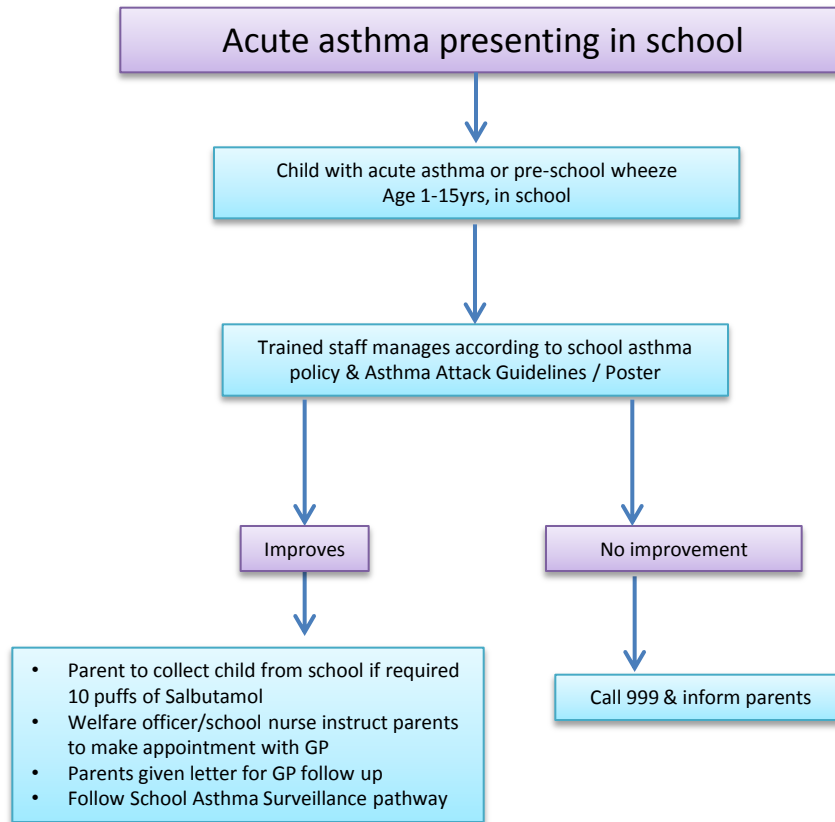 Acute asthma presenting in school
Child with acute asthma or pre-school wheeze
Age 1-15yrs, in school
Trained staff manages according to school asthma
policy & Asthma Attack Guidelines / Poster
Improves
No improvement
• Parent to collect child from school if required
10 puffs of Salbutamol
• Welfare officer/school nurse instruct parents
to make appointment with GP
• Parents given letter for GP follow up
• Follow School Asthma Surveillance pathway
Call 999 & inform parents